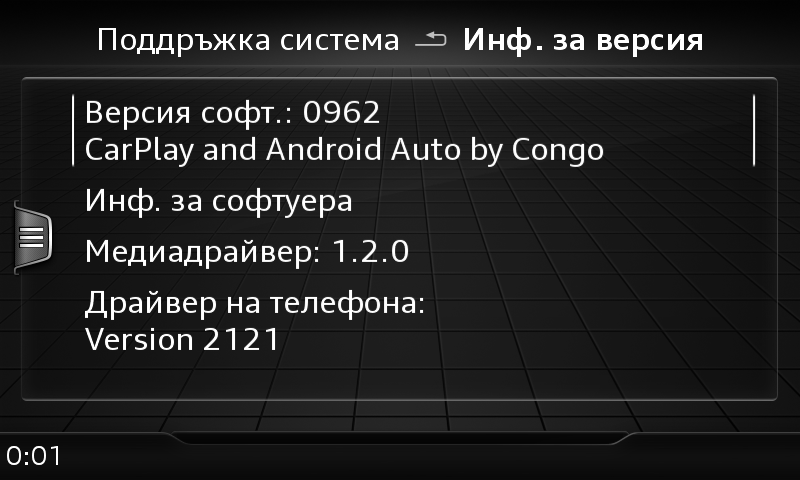 Поддръжка система Инф. за версия
Версия софт.: 0962
CarPlay and Android Auto by Congo
Инф. за софтуера
Медиадрайвер: 1.2.0
Драйвер на телефона:
Version 2121
0:01